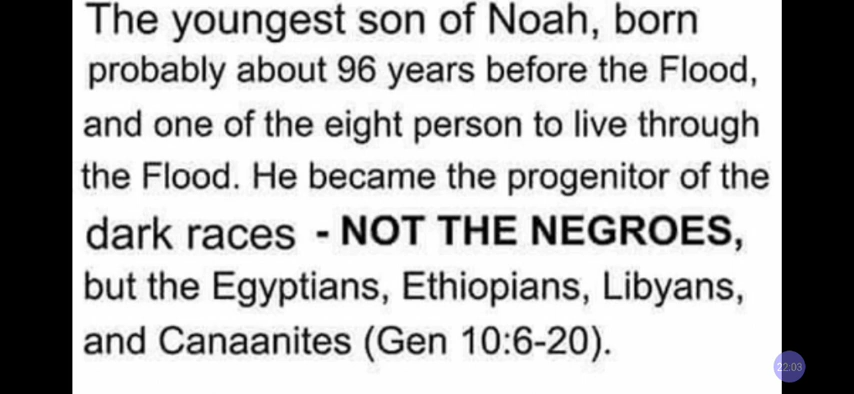 The youngest son of Noah, born
probably about 96 years before the Flood,
and one of the eight person to live through
the Flood. He became the progenitor of the
dark races - NOT THE NEGROES,
but the Egyptians, Ethiopians, Libyans,
and Canaanites (Gen 10:6-20).
22:03